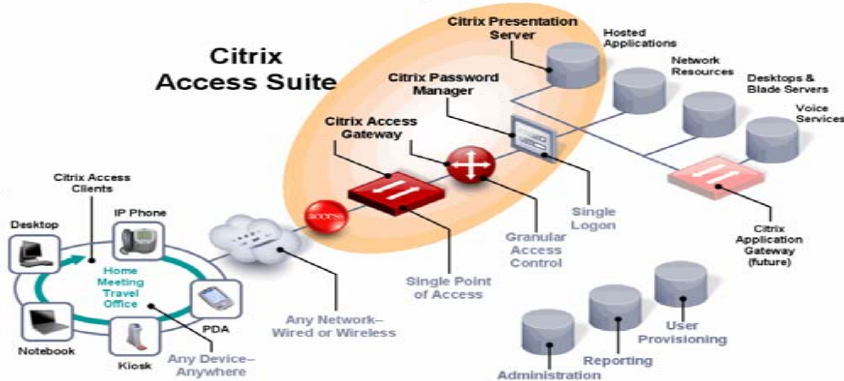 Citrix
Access Suite
Citrix Presentation
Server
Hosted
Applications
Network
Resources
Desktops &
Blade Servers
Voice
Services
Citrix Password
Manager
Citrix Access
Gateway
ACCESS
Citrix Access
Clients
Desktop
IP Phone
Home
Meeting
Travel
Office
PDA
Notebook
Kiosk
Any Device–
Anywhere
Any Network–
Wired or Wireless
Single Point
of Access
Granular
Access
Control
Single
Logon
Citrix
Application
Gateway
(future)
User
Provisioning
Reporting
Administration